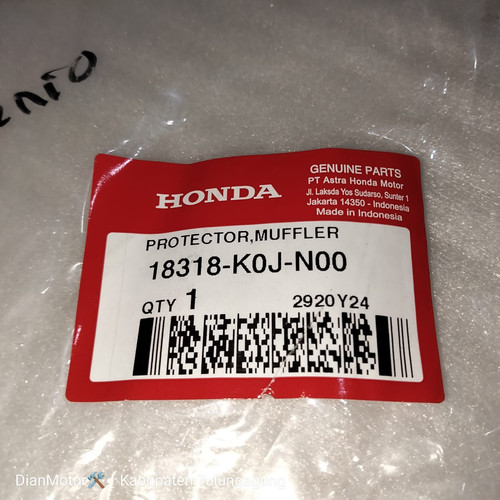 HONDA
GENUINE PARTS
PT Astra Honda Motor
Jl. Laksda Yos Sudarso, Sunter 1
Jakarta 14350 - Indonesia
Made in Indonesia
PROTECTOR,MUFFLER
18318-K0J-N00
QTY 1 2920Y24
DianMotor🛠️ - Kabupaten